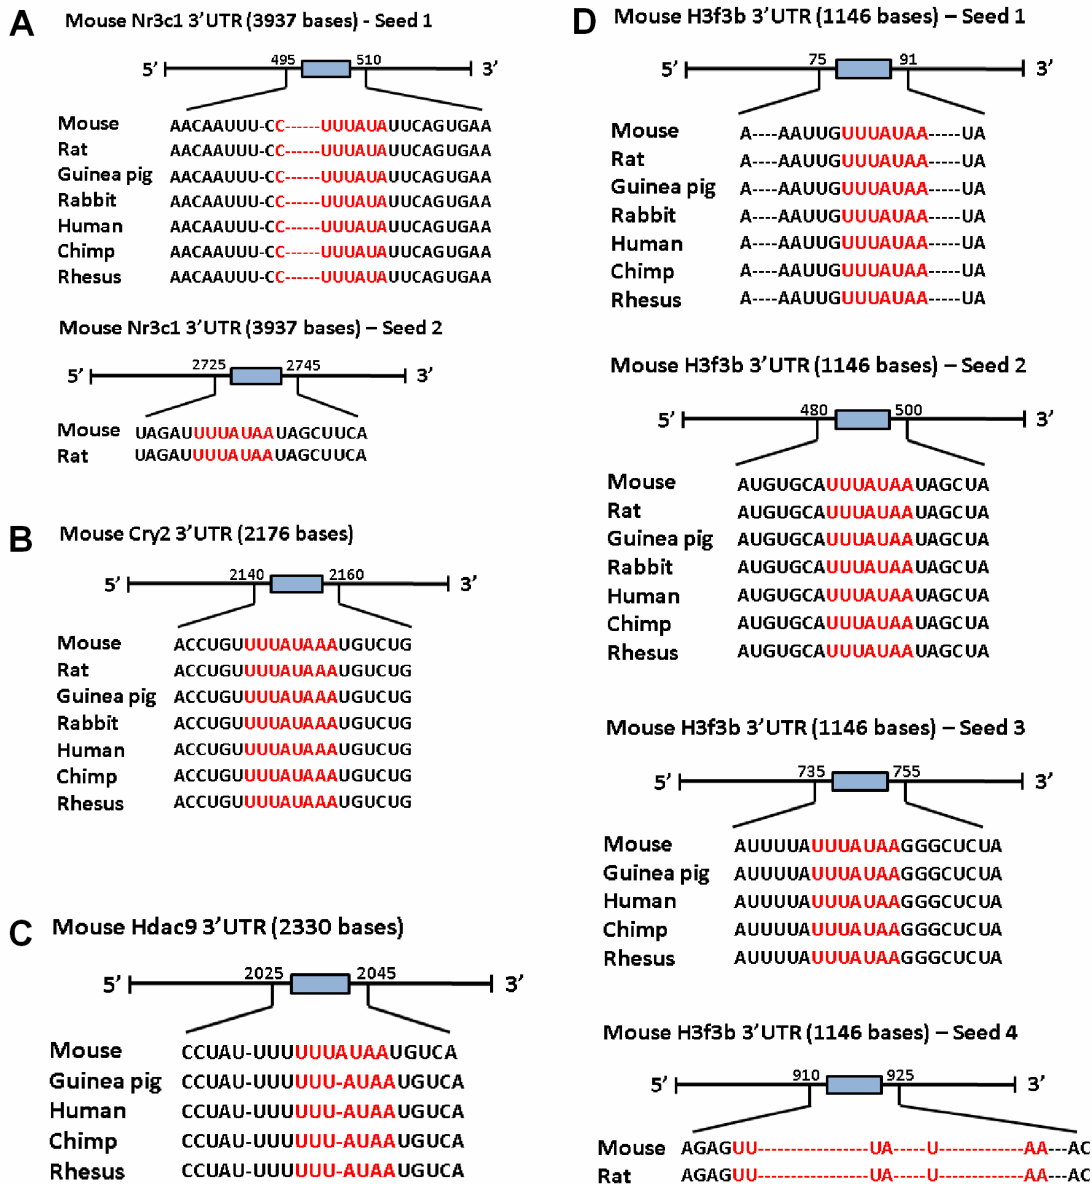 A
Mouse Nr3c1 3’UTR (3937 bases) - Seed 1
5’ 495 510 3’
Mouse AACAAUUU-CC------UUUAUAUUCAGUGAA
Rat AACAAUUU-CC------UUUAUAUUCAGUGAA
Guinea pig AACAAUUU-CC------UUUAUAUUCAGUGAA
Rabbit AACAAUUU-CC------UUUAUAUUCAGUGAA
Human AACAAUUU-CC------UUUAUAUUCAGUGAA
Chimp AACAAUUU-CC------UUUAUAUUCAGUGAA
Rhesus AACAAUUU-CC------UUUAUAUUCAGUGAA
Mouse Nr3c1 3’UTR (3937 bases) – Seed 2
5’ 2725 2745 3’
Mouse UAGAUUUUAUAAUAGCUUCA
Rat UAGAUUUUAUAAUAGCUUCA
B
Mouse Cry2 3’UTR (2176 bases)
5’ 2140 2160 3’
Mouse ACCUGUUUUAUAAAUGUCUG
Rat ACCUGUUUUAUAAAUGUCUG
Guinea pig ACCUGUUUUAUAAAUGUCUG
Rabbit ACCUGUUUUAUAAAUGUCUG
Human ACCUGUUUUAUAAAUGUCUG
Chimp ACCUGUUUUAUAAAUGUCUG
Rhesus ACCUGUUUUAUAAAUGUCUG
C
Mouse Hdac9 3’UTR (2330 bases)
5’ 2025 2045 3’
Mouse CCUAU-UUUUUUAUAAUGUCA
Guinea pig CCUAU-UUUUUU-AUAAUGUCA
Human CCUAU-UUUUUU-AUAAUGUCA
Chimp CCUAU-UUUUUU-AUAAUGUCA
Rhesus CCUAU-UUUUUU-AUAAUGUCA
D
Mouse H3f3b 3’UTR (1146 bases) – Seed 1
5’ 75 91 3’
Mouse A----AAUUGUUUAUAA-----UA
Rat A----AAUUGUUUAUAA-----UA
Guinea pig A----AAUUGUUUAUAA-----UA
Rabbit A----AAUUGUUUAUAA-----UA
Human A----AAUUGUUUAUAA-----UA
Chimp A----AAUUGUUUAUAA-----UA
Rhesus A----AAUUGUUUAUAA-----UA
Mouse H3f3b 3’UTR (1146 bases) – Seed 2
5’ 480 500 3’
Mouse AUGUGCAUUUAUAAUAGCUA
Rat AUGUGCAUUUAUAAUAGCUA
Guinea pig AUGUGCAUUUAUAAUAGCUA
Rabbit AUGUGCAUUUAUAAUAGCUA
Human AUGUGCAUUUAUAAUAGCUA
Chimp AUGUGCAUUUAUAAUAGCUA
Rhesus AUGUGCAUUUAUAAUAGCUA
Mouse H3f3b 3’UTR (1146 bases) – Seed 3
5’ 735 755 3’
Mouse AUUUUAUUUAUAAGGGCUCUA
Guinea pig AUUUUAUUUAUAAGGGCUCUA
Human AUUUUAUUUAUAAGGGCUCUA
Chimp AUUUUAUUUAUAAGGGCUCUA
Rhesus AUUUUAUUUAUAAGGGCUCUA
Mouse H3f3b 3’UTR (1146 bases) – Seed 4
5’ 910 925 3’
Mouse AGAGUU--------------UA-----U-----------AA---AC
Rat AGAGUU--------------UA-----U-----------AA---AC